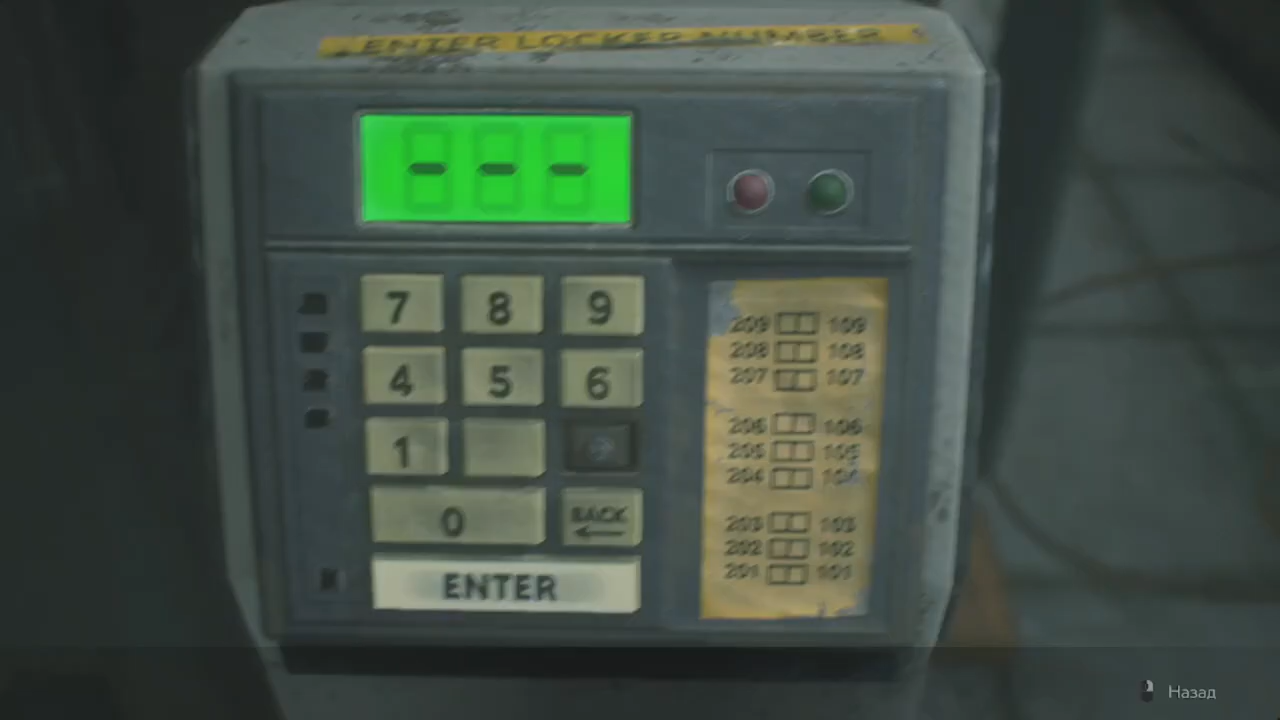 ENTER LOCKER NUMBER
- - -
7 8 9
4 5 6
1
0 BACK
ENTER
209 109
208 108
207 107
206 106
205 105
204 104
203 103
202 102
201 101
Назад